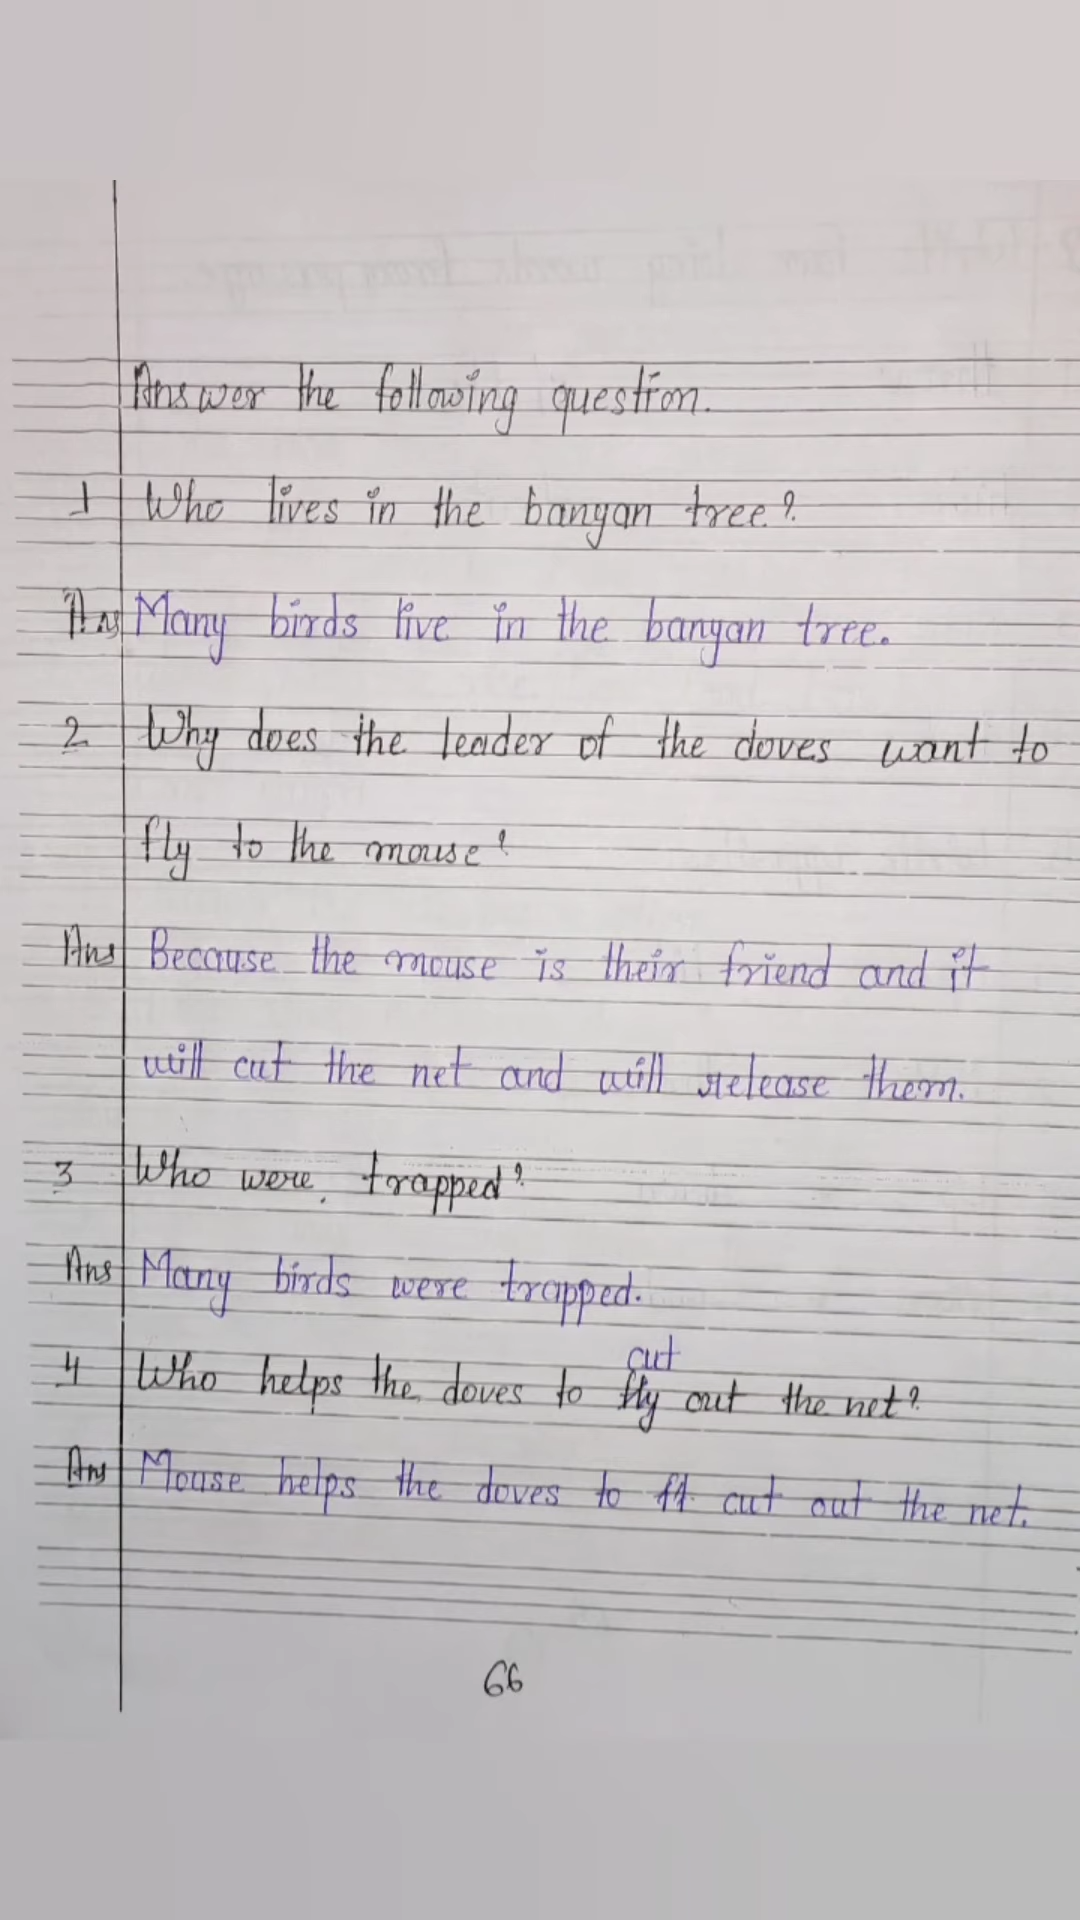 Answer the following question.
1 Who lives in the banyan tree?
Ans Many birds live in the banyan tree.
2 Why does the leader of the doves want to
fly to the mouse?
Ans Because the mouse is their friend and it
will cut the net and will release them.
3 Who were trapped?
Ans Many birds were trapped.
cut
4 Who helps the doves to fly out the net?
Ans Mouse helps the doves to cut out the net.
66